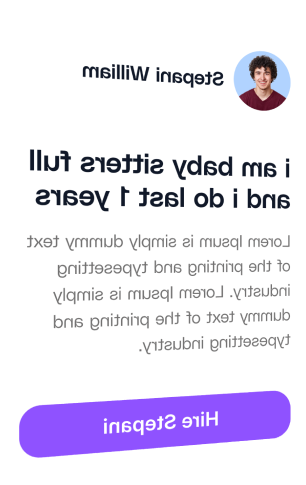 Stepani William
i am baby sitters full
and i do last 1 years
Lorem Ipsum is simply dummy text
of the printing and typesetting
industry. Lorem Ipsum is simply
dummy text of the printing and
typesetting industry.
Hire Stepani